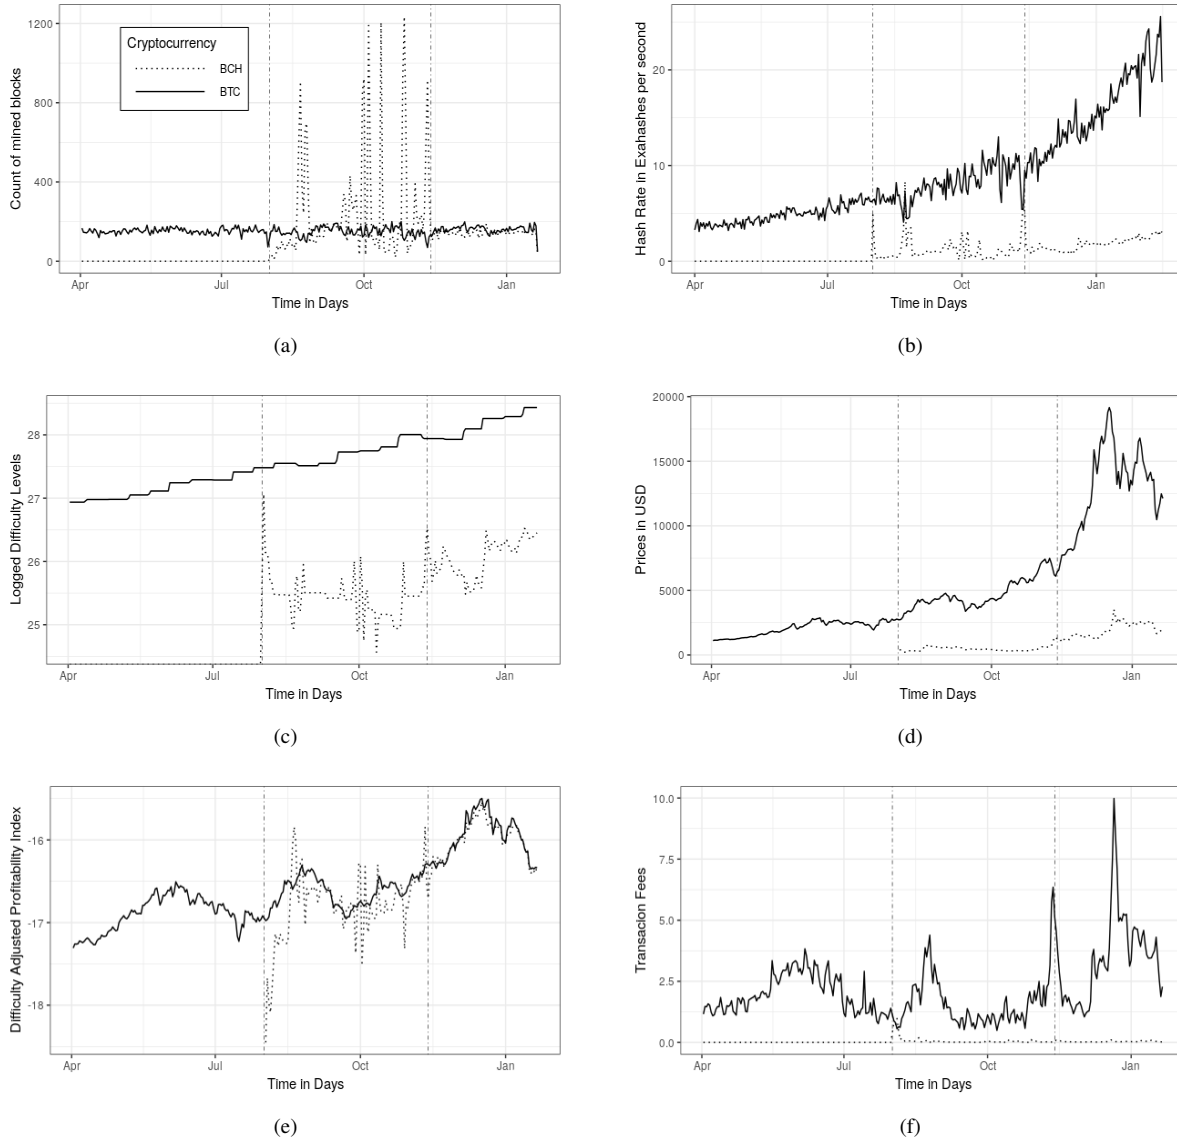 Count of mined blocks
1200
800
400
0
Cryptocurrency
BCH
BTC
Apr
Jul
Oct
Jan
Time in Days
(a)
Hash Rate in Exahashes per second
20
10
0
Apr
Jul
Oct
Jan
Time in Days
(b)
Logged Difficulty Levels
28
27
26
25
Apr
Jul
Oct
Jan
Time in Days
(c)
Prices in USD
20000
15000
10000
5000
0
Apr
Jul
Oct
Jan
Time in Days
(d)
Difficulty Adjusted Profitability Index
-16
-17
-18
Apr
Jul
Oct
Jan
Time in Days
(e)
Transacion Fees
10.0
7.5
5.0
2.5
0.0
Apr
Jul
Oct
Jan
Time in Days
(f)